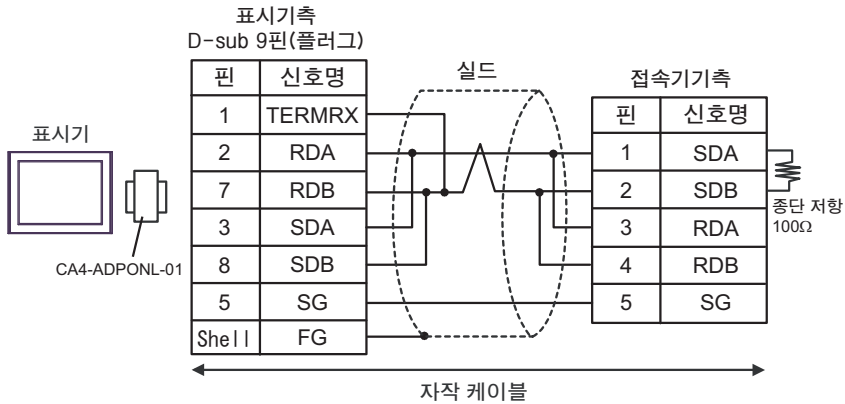 표시기측
D-sub 9핀(플러그)
핀 신호명
1 TERMRX
2 RDA
7 RDB
3 SDA
8 SDB
5 SG
Shell FG
실드
접속기기측
핀 신호명
1 SDA
2 SDB
3 RDA
4 RDB
5 SG
종단 저항
100Ω
표시기
CA4-ADPONL-01
자작 케이블